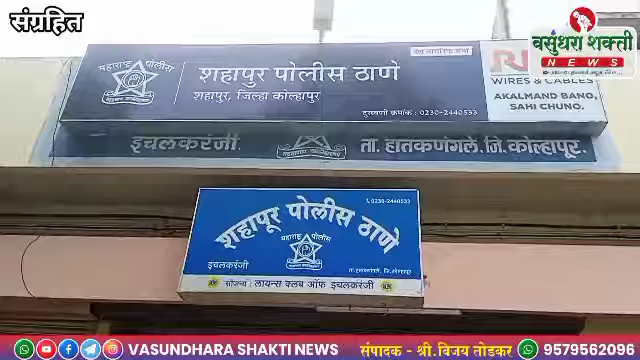 संग्रहित
वसुंधरा शक्ती
NEWS
महाराष्ट्र पोलीस
शहापुर पोलीस ठाणे
शहापुर, जिल्हा कोल्हापुर
दुरध्वनी क्रमांक : 0230-2440533
WIRES & CABLES
AKALMAND BANO,
SAHI CHUNO.
इचलकरंजी.
ता. हातकणंगले. जि. कोल्हापूर.
0230-2440533
शहापूर पोलीस ठाणे
महाराष्ट्र पोलीस
इचलकरंजी
ता. हातकणंगले, जि. कोल्हापूर
सौजन्य : लायन्स क्लब ऑफ इचलकरंजी
VASUNDHARA SHAKTI NEWS
संपादक - श्री.विजय तोडकर
9579562096